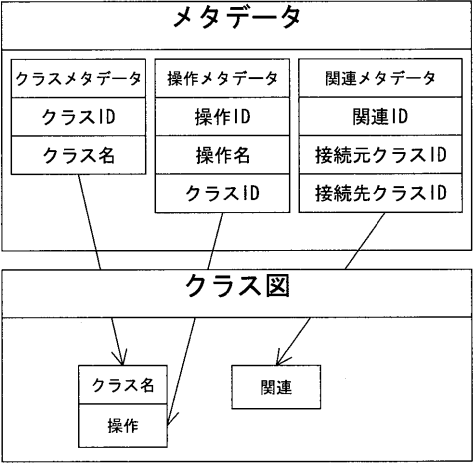 メタデータ
クラスメタデータ
クラスID
クラス名
操作メタデータ
操作ID
操作名
クラスID
関連メタデータ
関連ID
接続元クラスID
接続先クラスID
クラス図
クラス名
操作
関連